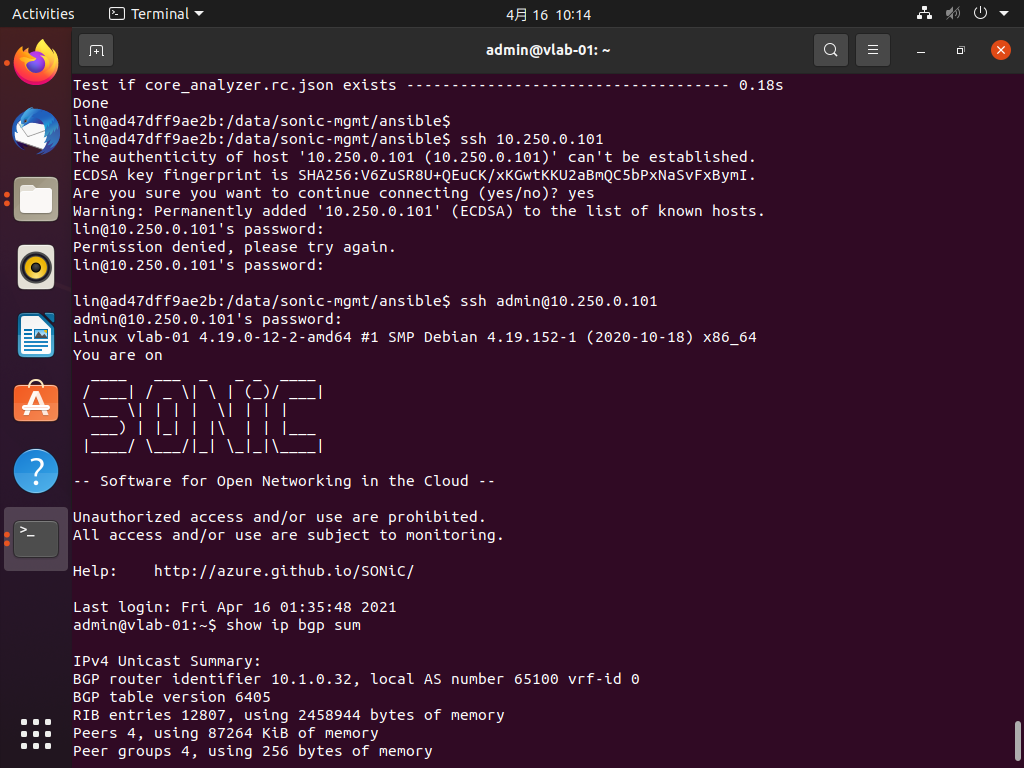 Activities
Terminal
4月 16 10:14
admin@vlab-01: ~
Test if core_analyzer.rc.json exists ------------------------------------ 0.18s
Done
lin@ad47dff9ae2b:/data/sonic-mgmt/ansible$
lin@ad47dff9ae2b:/data/sonic-mgmt/ansible$ ssh 10.250.0.101
The authenticity of host '10.250.0.101 (10.250.0.101)' can't be established.
ECDSA key fingerprint is SHA256:V6ZuSR8U+QEuCK/xKGwtKKU2aBmQC5bPxNaSvFxBymI.
Are you sure you want to continue connecting (yes/no)? yes
Warning: Permanently added '10.250.0.101' (ECDSA) to the list of known hosts.
lin@10.250.0.101's password:
Permission denied, please try again.
lin@10.250.0.101's password:
lin@ad47dff9ae2b:/data/sonic-mgmt/ansible$ ssh admin@10.250.0.101
admin@10.250.0.101's password:
Linux vlab-01 4.19.0-12-2-amd64 #1 SMP Debian 4.19.152-1 (2020-10-18) x86_64
You are on
SONiC
-- Software for Open Networking in the Cloud --
Unauthorized access and/or use are prohibited.
All access and/or use are subject to monitoring.
Help:    http://azure.github.io/SONiC/
Last login: Fri Apr 16 01:35:48 2021
admin@vlab-01:~$ show ip bgp sum
IPv4 Unicast Summary:
BGP router identifier 10.1.0.32, local AS number 65100 vrf-id 0
BGP table version 6405
RIB entries 12807, using 2458944 bytes of memory
Peers 4, using 87264 KiB of memory
Peer groups 4, using 256 bytes of memory